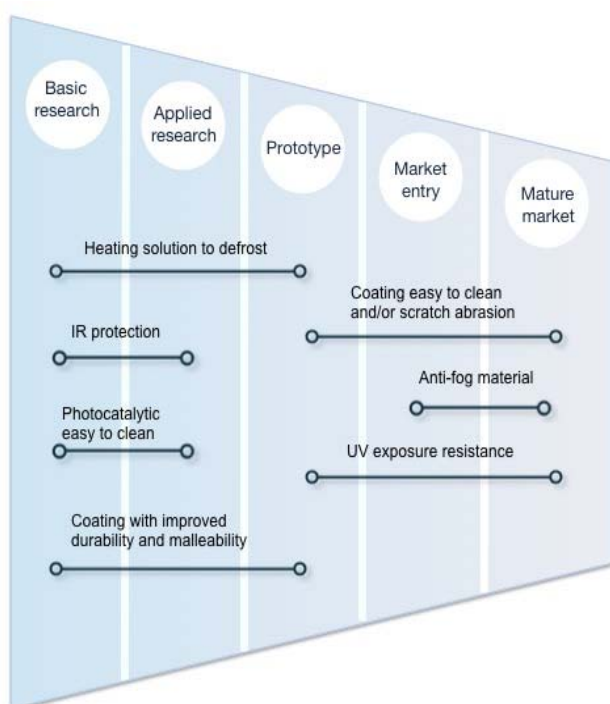 Basic
research
Applied
research
Prototype
Market
entry
Mature
market
Heating solution to defrost
Coating easy to clean
and/or scratch abrasion
IR protection
Anti-fog material
Photocatalytic
easy to clean
UV exposure resistance
Coating with improved
durability and malleability